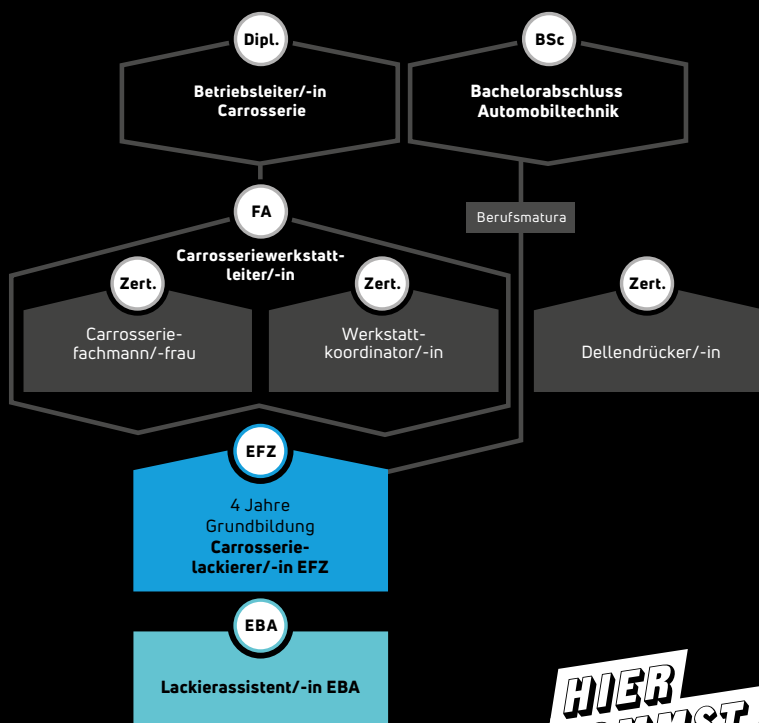 Dipl.
Betriebsleiter/-in
Carrosserie
BSc
Bachelorabschluss
Automobiltechnik
FA
Carrosseriewerkstatt-
leiter/-in
Berufsmatura
Zert.
Carrosserie-
fachmann/-frau
Zert.
Werkstatt-
koordinator/-in
Zert.
Dellendrücker/-in
EFZ
4 Jahre
Grundbildung
Carrosserie-
lackierer/-in EFZ
EBA
Lackierassistent/-in EBA
HIER